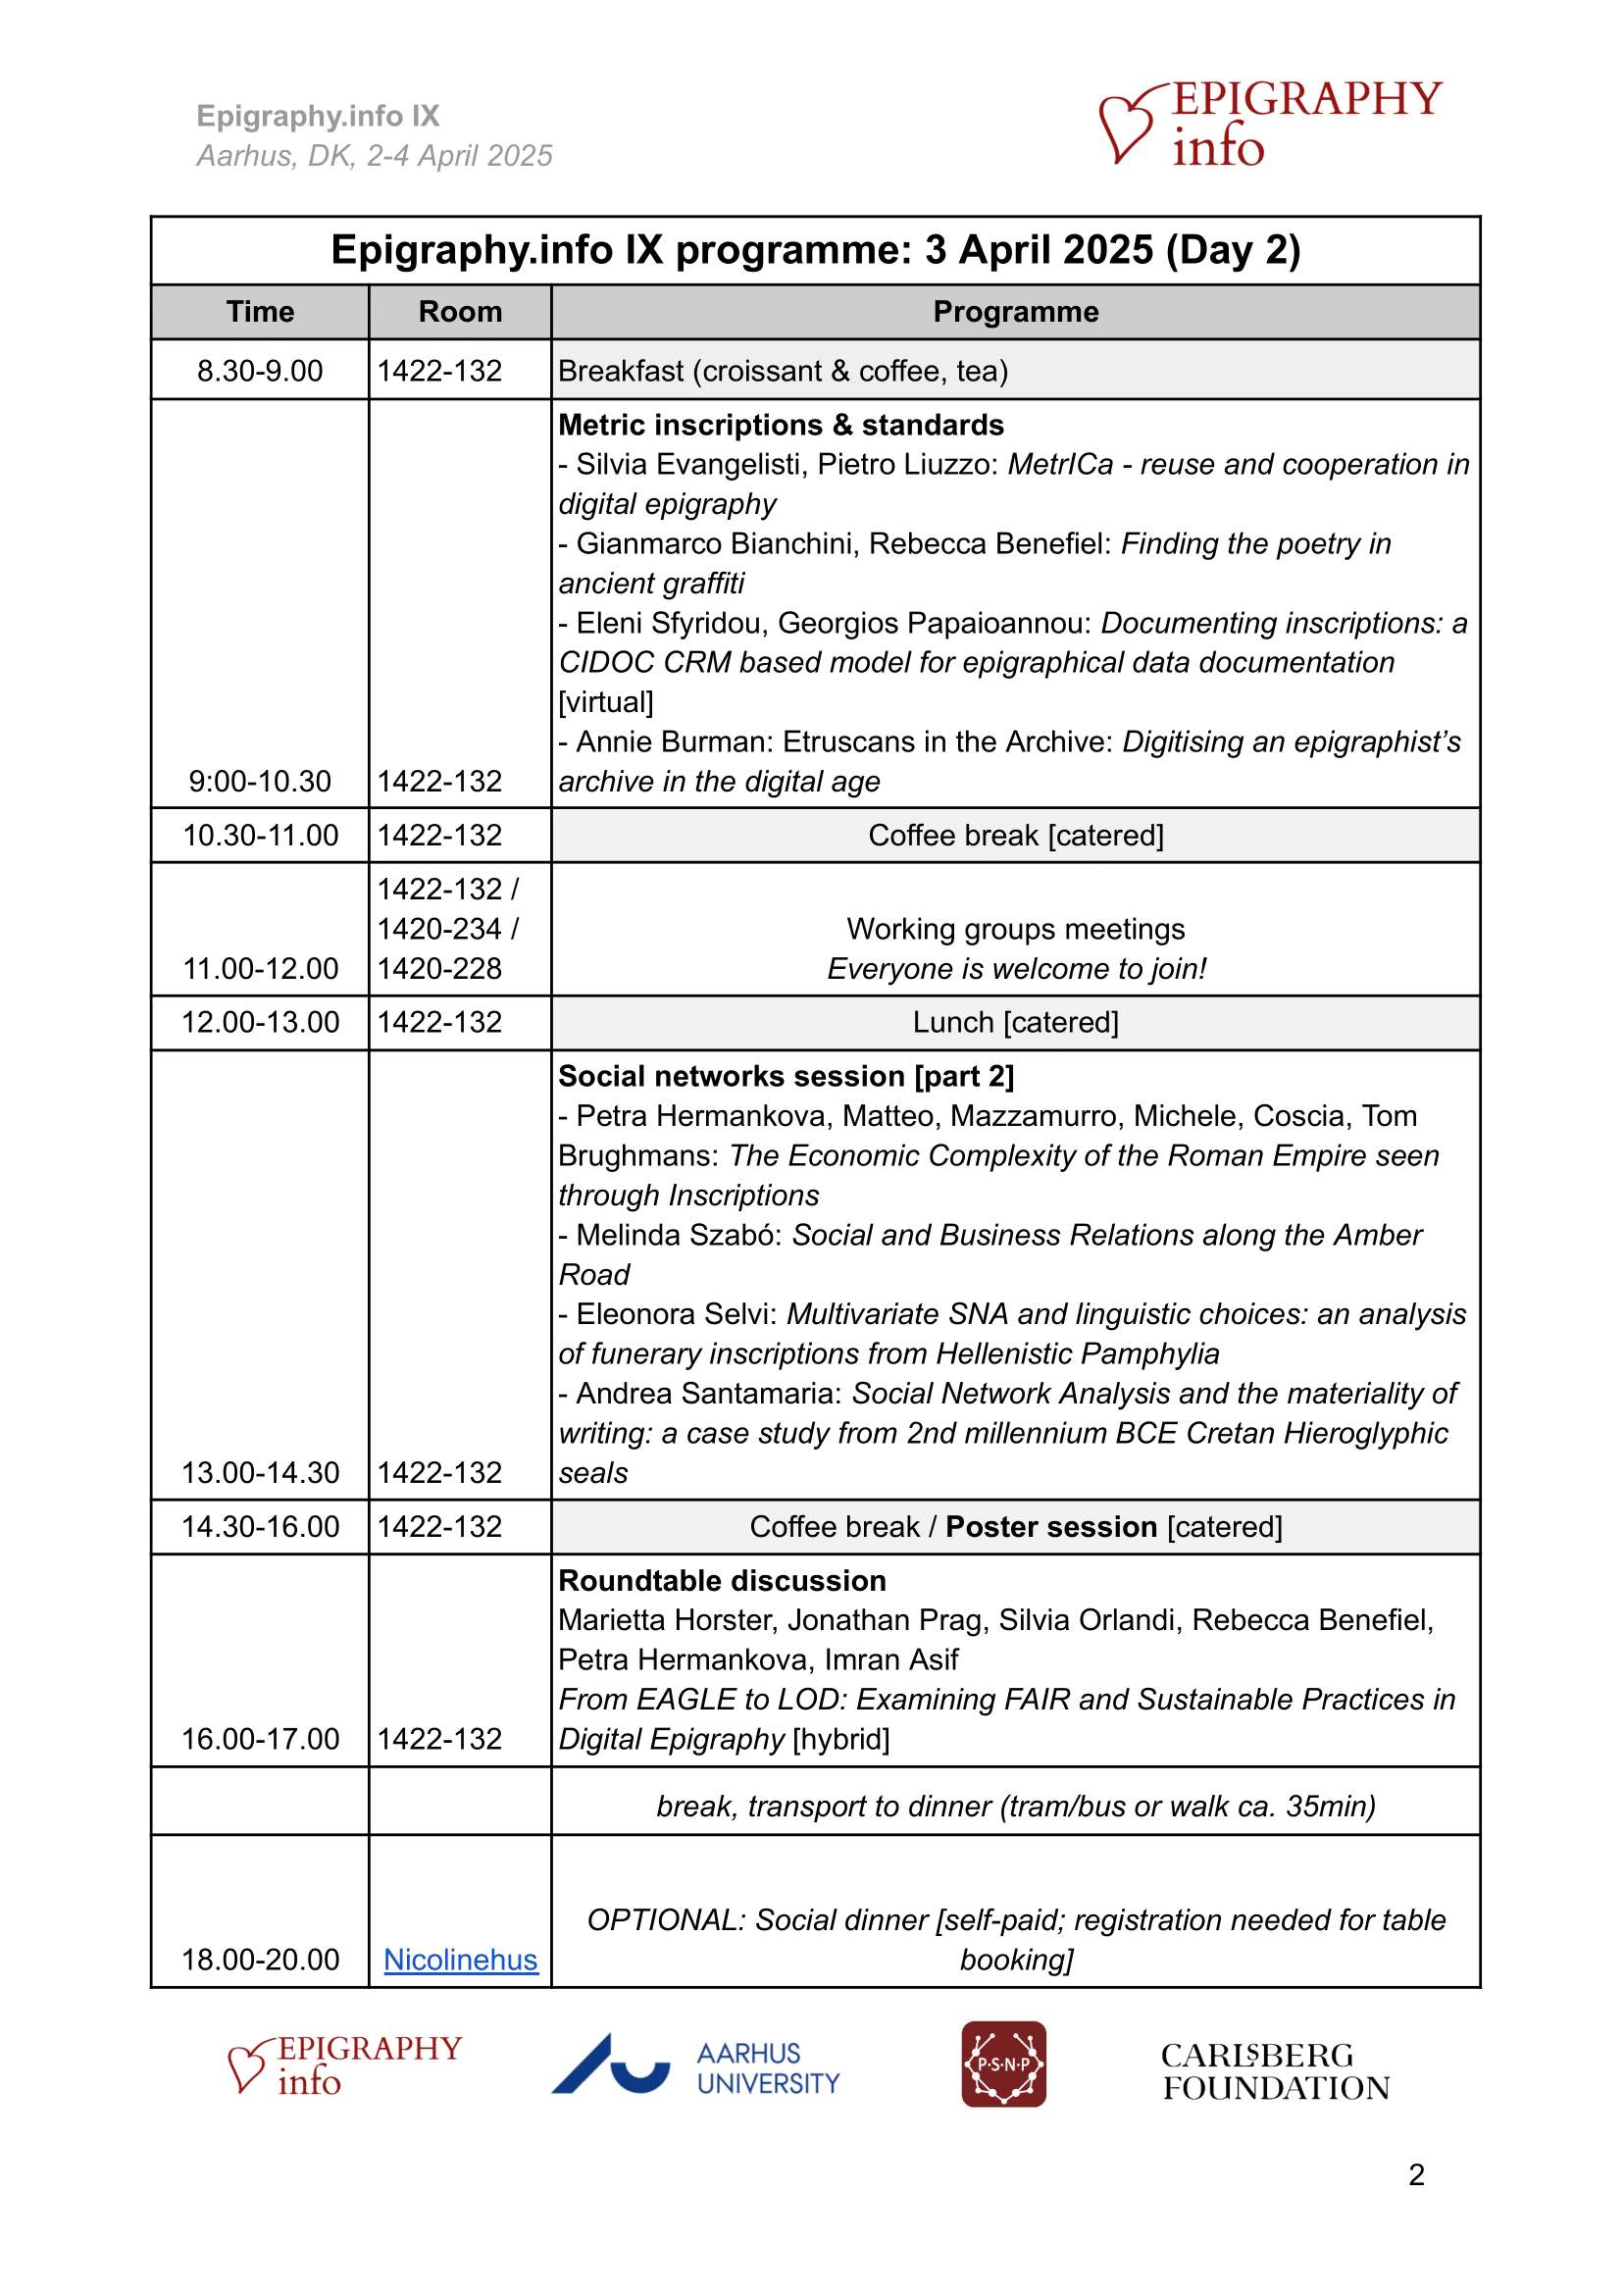 Epigraphy.info IX
Aarhus, DK, 2-4 April 2025
EPIGRAPHY
info
Epigraphy.info IX programme: 3 April 2025 (Day 2)
Time Room Programme
8.30-9.00 1422-132 Breakfast (croissant & coffee, tea)
Metric inscriptions & standards
- Silvia Evangelisti, Pietro Liuzzo: MetrICa - reuse and cooperation in
digital epigraphy
- Gianmarco Bianchini, Rebecca Benefiel: Finding the poetry in
ancient graffiti
- Eleni Sfyridou, Georgios Papaioannou: Documenting inscriptions: a
CIDOC CRM based model for epigraphical data documentation
[virtual]
- Annie Burman: Etruscans in the Archive: Digitising an epigraphist’s
9:00-10.30 1422-132 archive in the digital age
10.30-11.00 1422-132 Coffee break [catered]
1422-132 /
1420-234 / Working groups meetings
11.00-12.00 1420-228 Everyone is welcome to join!
12.00-13.00 1422-132 Lunch [catered]
Social networks session [part 2]
- Petra Hermankova, Matteo, Mazzamurro, Michele, Coscia, Tom
Brughmans: The Economic Complexity of the Roman Empire seen
through Inscriptions
- Melinda Szabó: Social and Business Relations along the Amber
Road
- Eleonora Selvi: Multivariate SNA and linguistic choices: an analysis
of funerary inscriptions from Hellenistic Pamphylia
- Andrea Santamaria: Social Network Analysis and the materiality of
writing: a case study from 2nd millennium BCE Cretan Hieroglyphic
13.00-14.30 1422-132 seals
14.30-16.00 1422-132 Coffee break / Poster session [catered]
Roundtable discussion
Marietta Horster, Jonathan Prag, Silvia Orlandi, Rebecca Benefiel,
Petra Hermankova, Imran Asif
From EAGLE to LOD: Examining FAIR and Sustainable Practices in
16.00-17.00 1422-132 Digital Epigraphy [hybrid]
break, transport to dinner (tram/bus or walk ca. 35min)
OPTIONAL: Social dinner [self-paid; registration needed for table
18.00-20.00 Nicolinehus booking]
EPIGRAPHY
info
AARHUS
UNIVERSITY
P·S·N·P
CARLSBERG
FOUNDATION
2